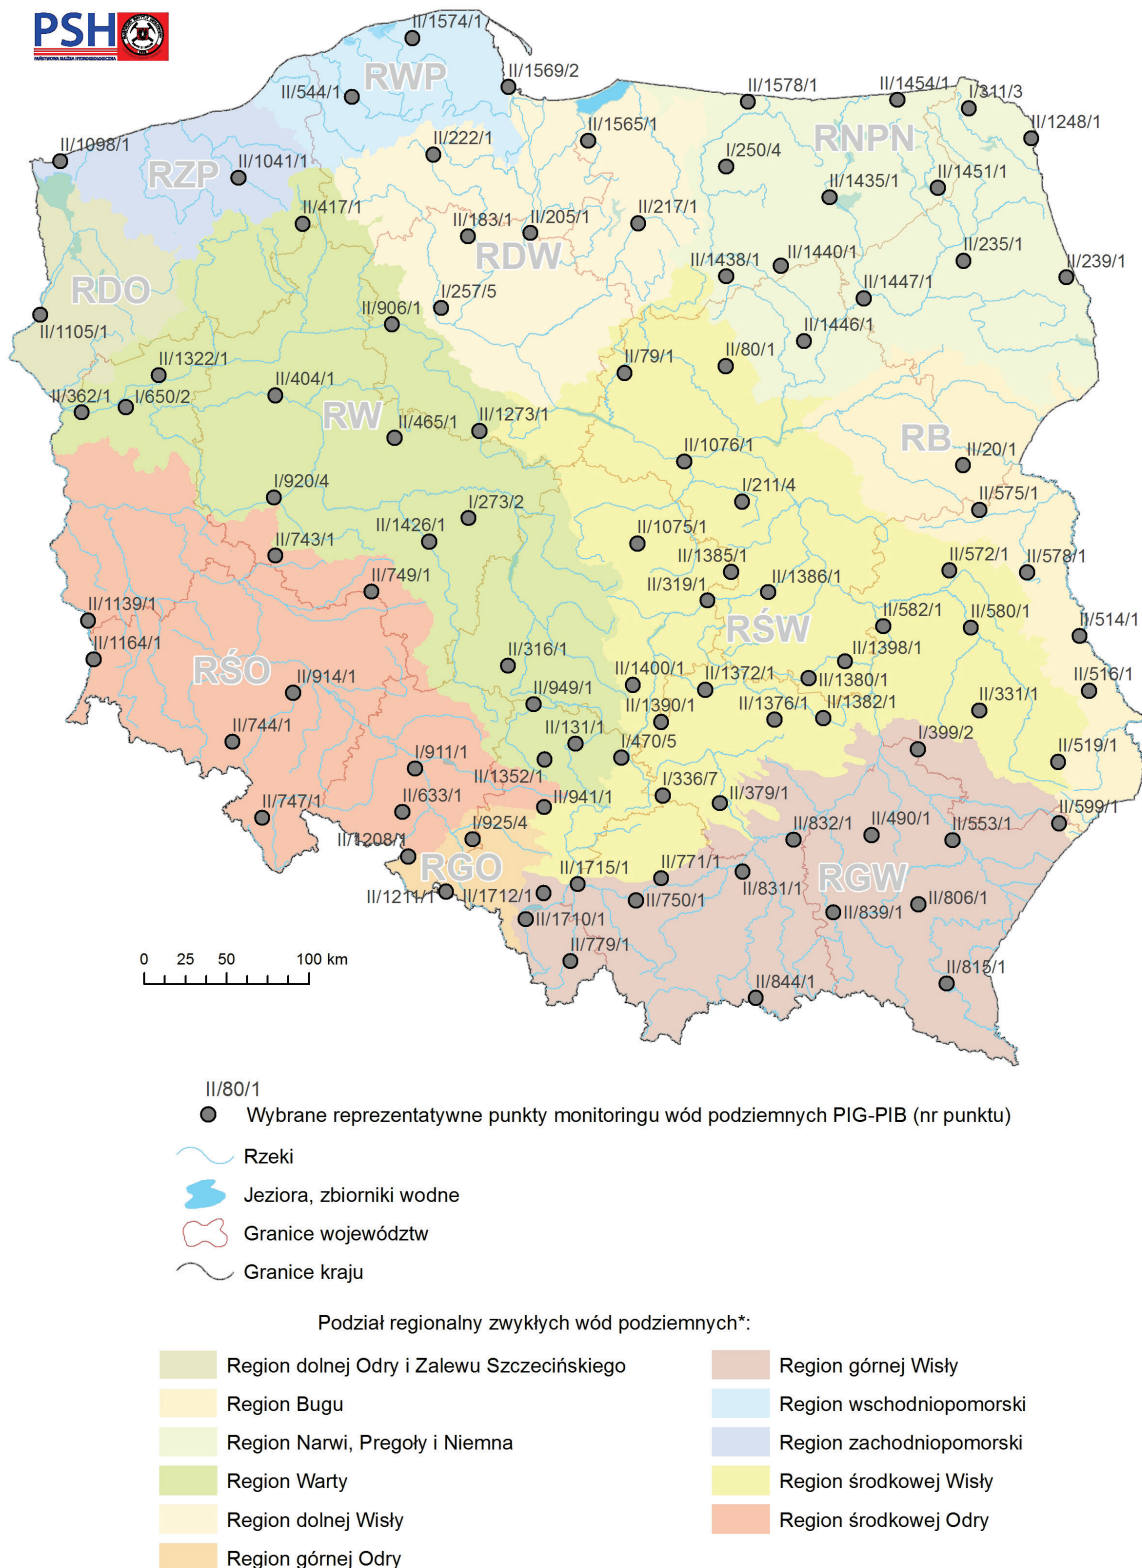 PSH
PAŃSTWOWA SŁUŻBA HYDROGEOLOGICZNA
II/1574/1
RWP
II/1569/2
II/544/1
II/1578/1
II/1454/1
I/311/3
II/1248/1
II/1565/1
RNPN
II/222/1
II/1098/1
II/1041/1
RZP
I/250/4
II/1451/1
II/1435/1
II/417/1
II/183/1
II/205/1
II/217/1
RDW
II/235/1
II/1440/1
II/1438/1
II/239/1
RDO
I/257/5
II/1447/1
II/906/1
II/1105/1
II/1446/1
II/1322/1
II/79/1
II/80/1
II/404/1
II/362/1
I/650/2
RW
II/465/1
II/1273/1
RB
II/1076/1
II/20/1
I/920/4
I/211/4
II/575/1
I/273/2
II/743/1
II/1426/1
II/1075/1
II/572/1
II/578/1
II/1385/1
II/749/1
II/1386/1
II/319/1
II/1139/1
II/582/1
II/580/1
RŚW
II/514/1
II/1164/1
RŚO
II/316/1
II/1398/1
II/914/1
II/1400/1
II/1372/1
II/1380/1
II/516/1
II/949/1
II/1390/1
II/1376/1
II/1382/1
II/331/1
II/744/1
II/131/1
I/399/2
I/911/1
II/1352/1
I/470/5
II/519/1
I/336/7
II/747/1
II/633/1
II/941/1
II/379/1
II/599/1
I/925/4
II/832/1
II/490/1
II/553/1
II/1208/1
RGO
II/1715/1
II/771/1
RGW
II/1211/1
II/1712/1
II/750/1
II/831/1
II/839/1
II/806/1
II/1710/1
II/779/1
II/844/1
II/815/1
0 25 50 100 km
II/80/1
Wybrane reprezentatywne punkty monitoringu wód podziemnych PIG-PIB (nr punktu)
Rzeki
Jeziora, zbiorniki wodne
Granice województw
Granice kraju
Podział regionalny zwykłych wód podziemnych*:
Region dolnej Odry i Zalewu Szczecińskiego
Region Bugu
Region Narwi, Pregoły i Niemna
Region Warty
Region dolnej Wisły
Region górnej Odry
Region górnej Wisły
Region wschodniopomorski
Region zachodniopomorski
Region środkowej Wisły
Region środkowej Odry